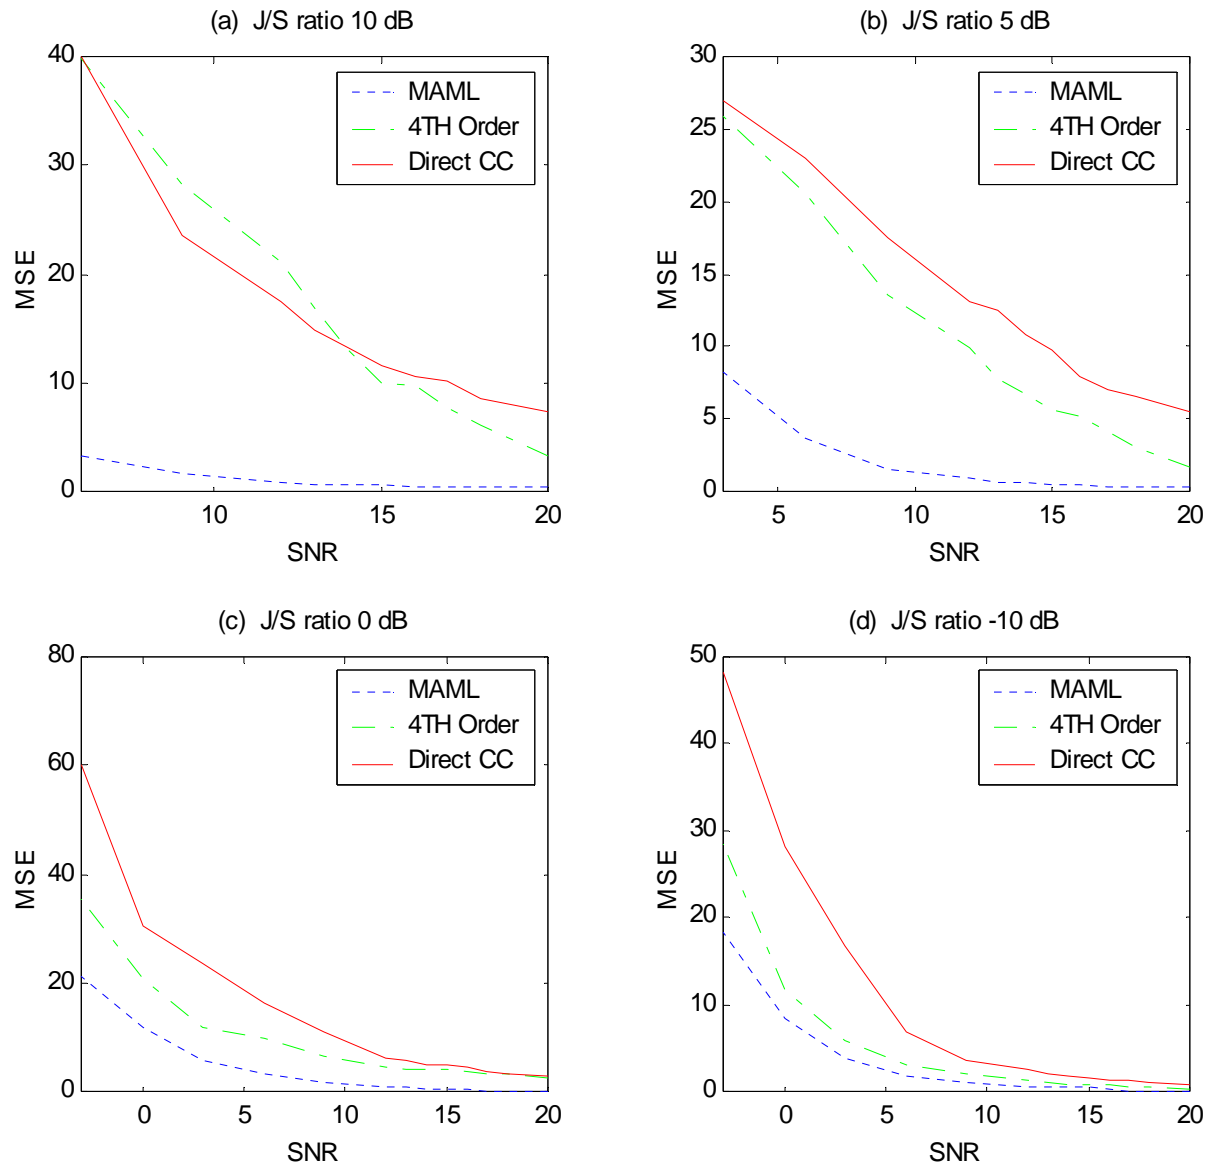 (a) J/S ratio 10 dB
40
30
20
10
0
MSE
10
15
20
SNR
MAML
4TH Order
Direct CC
(b) J/S ratio 5 dB
30
25
20
15
10
5
0
MSE
5
10
15
20
SNR
MAML
4TH Order
Direct CC
(c) J/S ratio 0 dB
80
60
40
20
0
MSE
0
5
10
15
20
SNR
MAML
4TH Order
Direct CC
(d) J/S ratio -10 dB
50
40
30
20
10
0
MSE
0
5
10
15
20
SNR
MAML
4TH Order
Direct CC